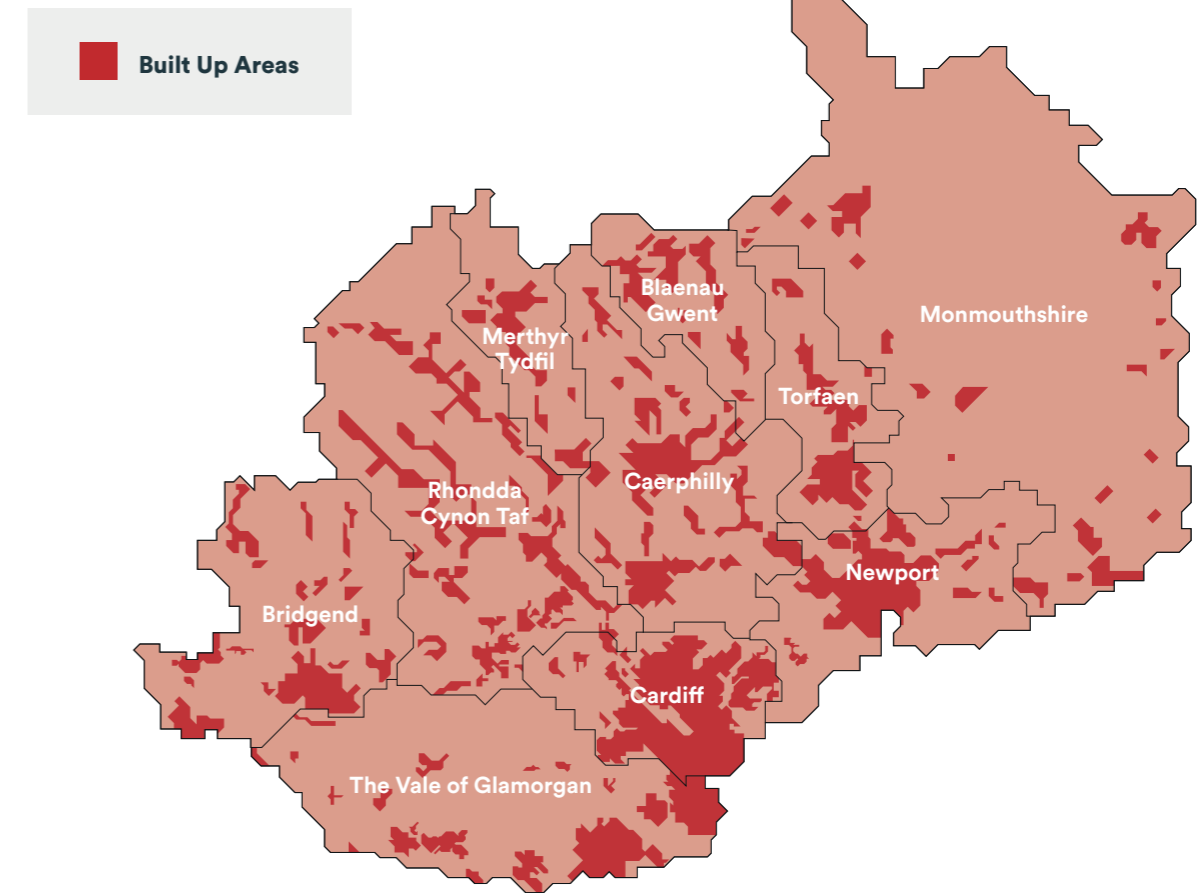 Built Up Areas
Blaenau
Gwent
Monmouthshire
Merthyr
Tydfil
Torfaen
Caerphilly
Rhondda
Cynon Taf
Newport
Bridgend
Cardiff
The Vale of Glamorgan